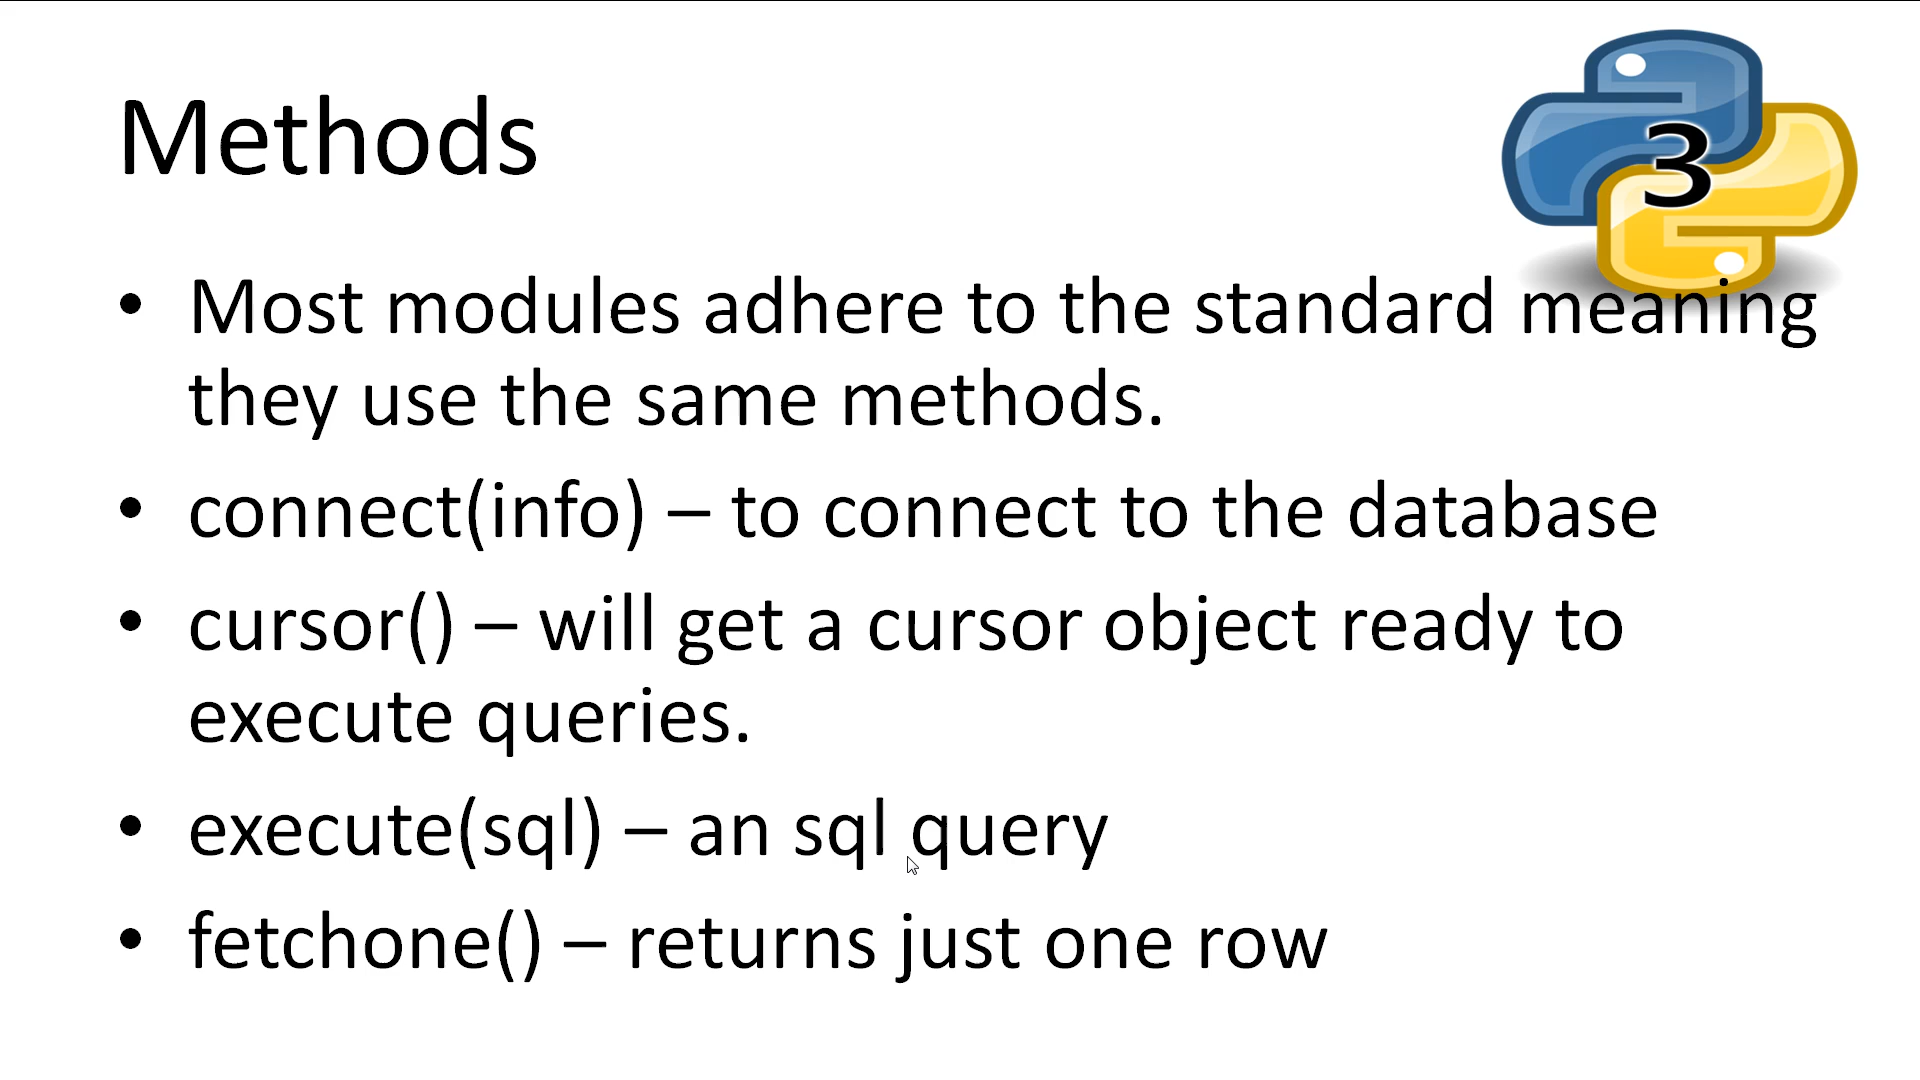 Methods
3
• Most modules adhere to the standard meaning
they use the same methods.
• connect(info) – to connect to the database
• cursor() – will get a cursor object ready to
execute queries.
• execute(sql) – an sql query
• fetchone() – returns just one row